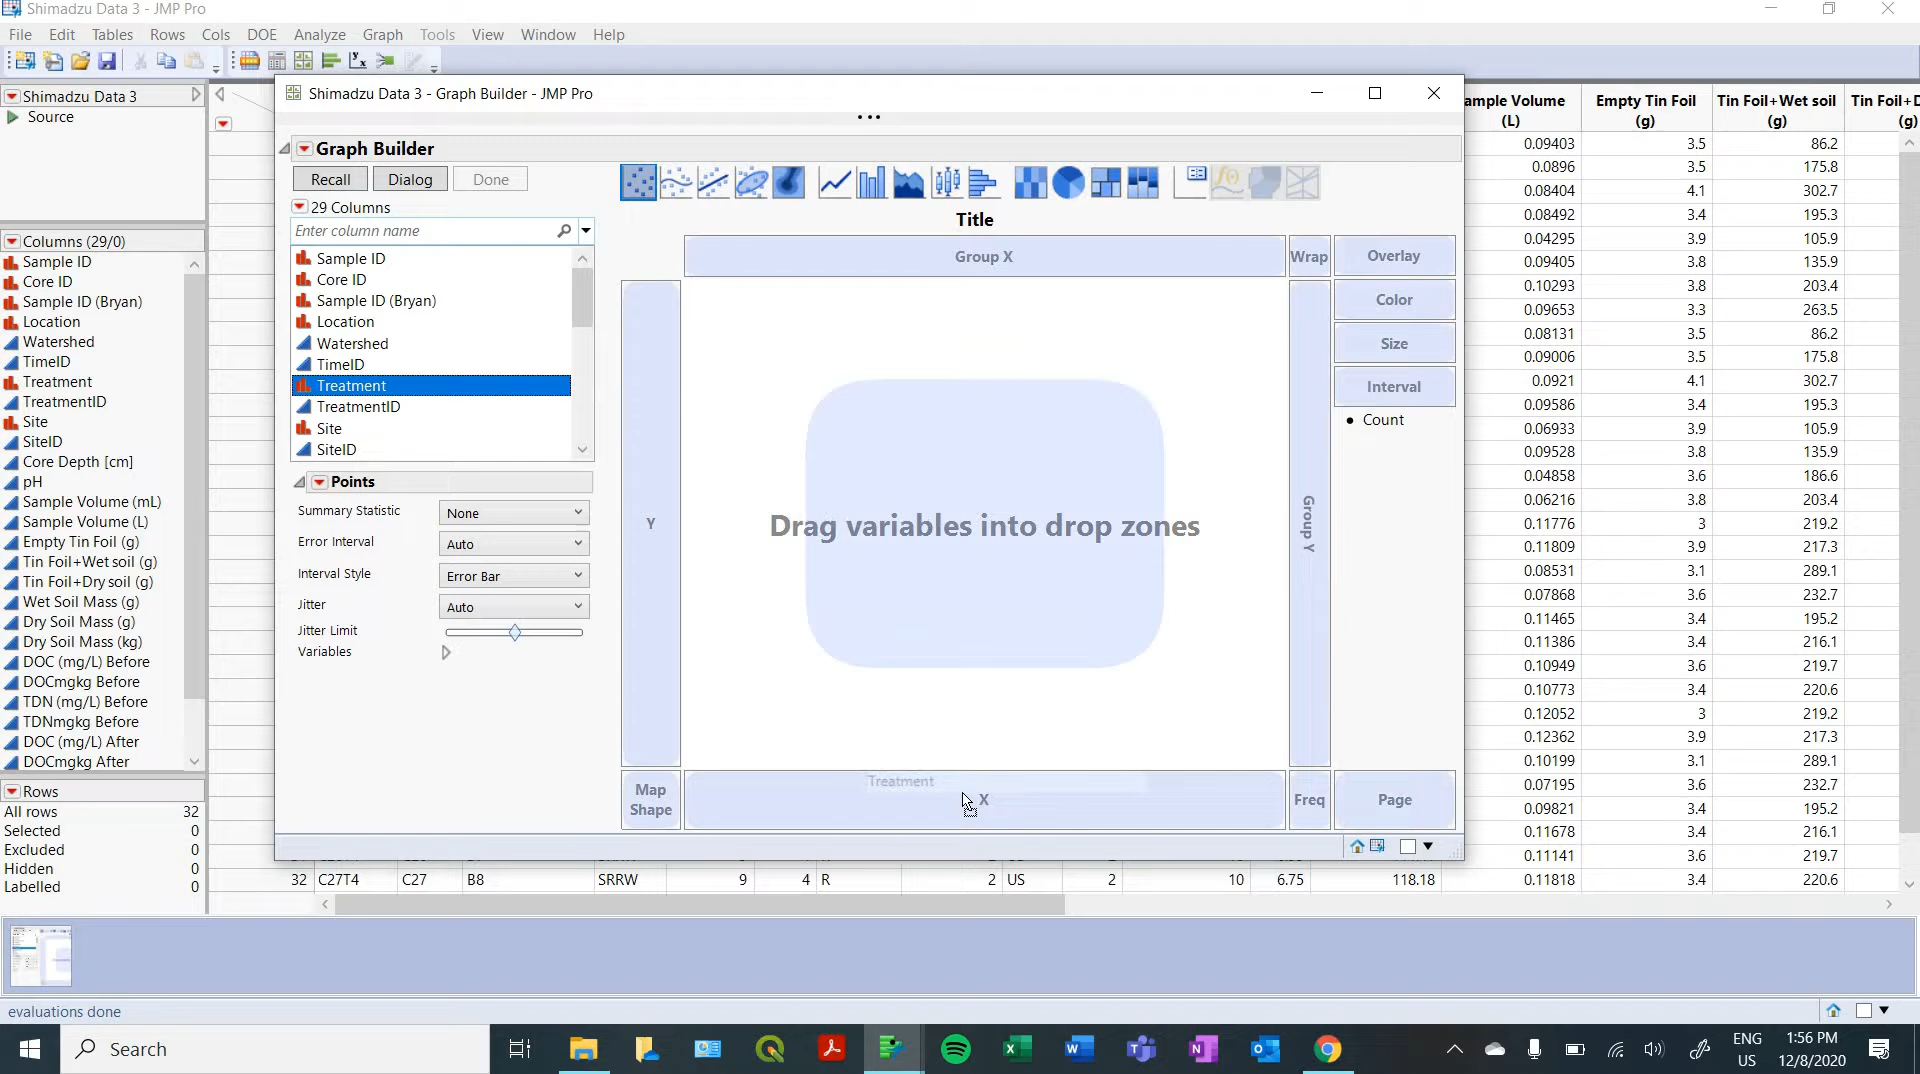 Shimadzu Data 3 - JMP Pro
File Edit Tables Rows Cols DOE Analyze Graph Tools View Window Help
Shimadzu Data 3
Source
Columns (29/0)
Sample ID
Core ID
Sample ID (Bryan)
Location
Watershed
TimeID
Treatment
TreatmentID
Site
SiteID
Core Depth [cm]
pH
Sample Volume (mL)
Sample Volume (L)
Empty Tin Foil (g)
Tin Foil+Wet soil (g)
Tin Foil+Dry soil (g)
Wet Soil Mass (g)
Dry Soil Mass (g)
Dry Soil Mass (kg)
DOC (mg/L) Before
DOCmgkg Before
TDN (mg/L) Before
TDNmgkg Before
DOC (mg/L) After
DOCmgkg After
Rows
All rows 32
Selected 0
Excluded 0
Hidden 0
Labelled 0
Shimadzu Data 3 - Graph Builder - JMP Pro
Graph Builder
Recall Dialog Done
29 Columns
Enter column name
Sample ID
Core ID
Sample ID (Bryan)
Location
Watershed
TimeID
Treatment
TreatmentID
Site
SiteID
Points
Summary Statistic None
Error Interval Auto
Interval Style Error Bar
Jitter Auto
Jitter Limit
Variables
Title
Group X Wrap Overlay
Color
Size
Interval
Count
Y
Drag variables into drop zones
Group Y
Map Shape
Treatment
X
Freq Page
ample Volume (L) Empty Tin Foil (g) Tin Foil+Wet soil (g) Tin Foil+D (g)
0.09403 3.5 86.2
0.0896 3.5 175.8
0.08404 4.1 302.7
0.08492 3.4 195.3
0.04295 3.9 105.9
0.09405 3.8 135.9
0.10293 3.8 203.4
0.09653 3.3 263.5
0.08131 3.5 86.2
0.09006 3.5 175.8
0.0921 4.1 302.7
0.09586 3.4 195.3
0.06933 3.9 105.9
0.09528 3.8 135.9
0.04858 3.6 186.6
0.06216 3.8 203.4
0.11776 3 219.2
0.11809 3.9 217.3
0.08531 3.1 289.1
0.07868 3.6 232.7
0.11465 3.4 195.2
0.11386 3.4 216.1
0.10949 3.6 219.7
0.10773 3.4 220.6
0.12052 3 219.2
0.12362 3.9 217.3
0.10199 3.1 289.1
0.07195 3.6 232.7
0.09821 3.4 195.2
0.11678 3.4 216.1
0.11141 3.6 219.7
32 C27T4 C27 B8 SRRW 9 4 R 2 US 2 10 6.75 118.18 0.11818 3.4 220.6
evaluations done
Search
ENG
US
1:56 PM
12/8/2020